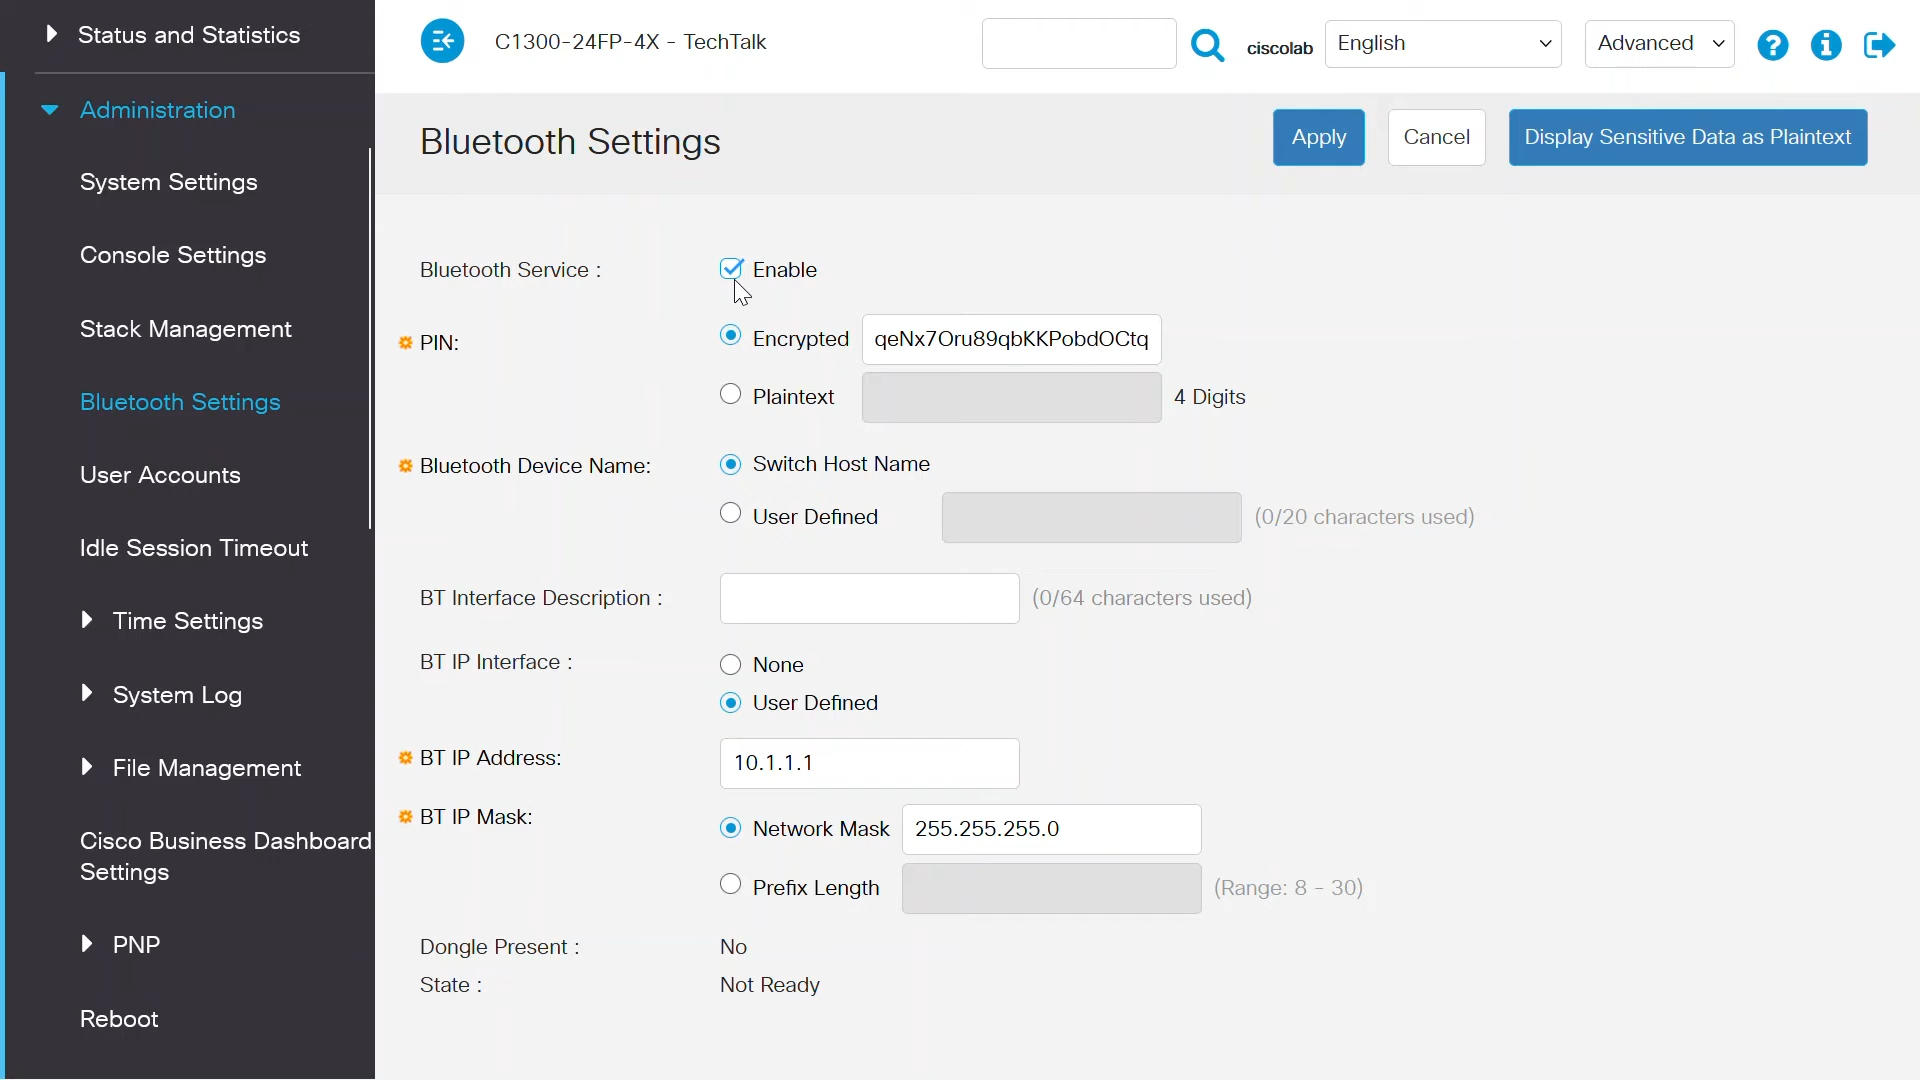 Status and Statistics
Administration
System Settings
Console Settings
Stack Management
Bluetooth Settings
User Accounts
Idle Session Timeout
Time Settings
System Log
File Management
Cisco Business Dashboard
Settings
PNP
Reboot
C1300-24FP-4X - TechTalk
ciscolab
English
Advanced
Bluetooth Settings
Apply
Cancel
Display Sensitive Data as Plaintext
Bluetooth Service : Enable
PIN: Encrypted qeNx7Oru89qbKKPobdOCtq
Plaintext 4 Digits
Bluetooth Device Name: Switch Host Name
User Defined (0/20 characters used)
BT Interface Description : (0/64 characters used)
BT IP Interface : None
User Defined
BT IP Address: 10.1.1.1
BT IP Mask: Network Mask 255.255.255.0
Prefix Length (Range: 8 - 30)
Dongle Present : No
State : Not Ready